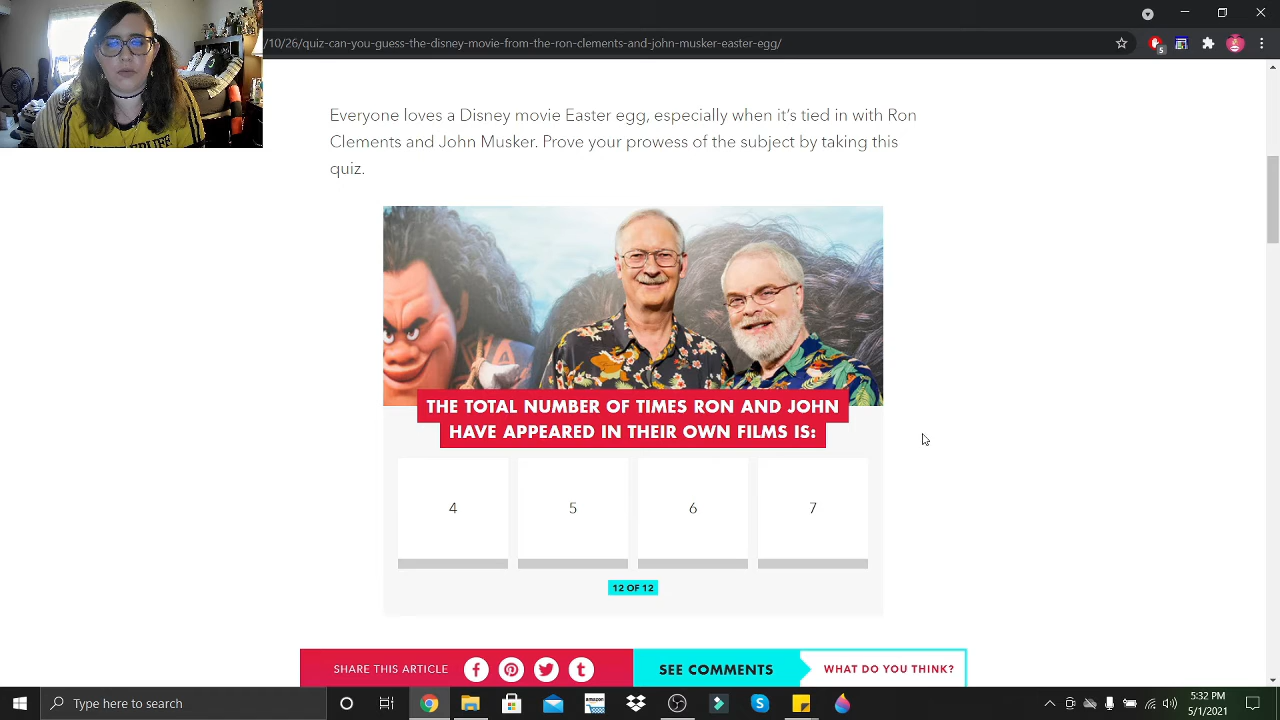 /10/26/quiz-can-you-guess-the-disney-movie-from-the-ron-clements-and-john-musker-easter-egg/
5
Everyone loves a Disney movie Easter egg, especially when it's tied in with Ron
Clements and John Musker. Prove your prowess of the subject by taking this
quiz.
THE TOTAL NUMBER OF TIMES RON AND JOHN
HAVE APPEARED IN THEIR OWN FILMS IS:
4 5 6 7
12 OF 12
SHARE THIS ARTICLE SEE COMMENTS WHAT DO YOU THINK?
Type here to search
amazon
5:32 PM
5/1/2021